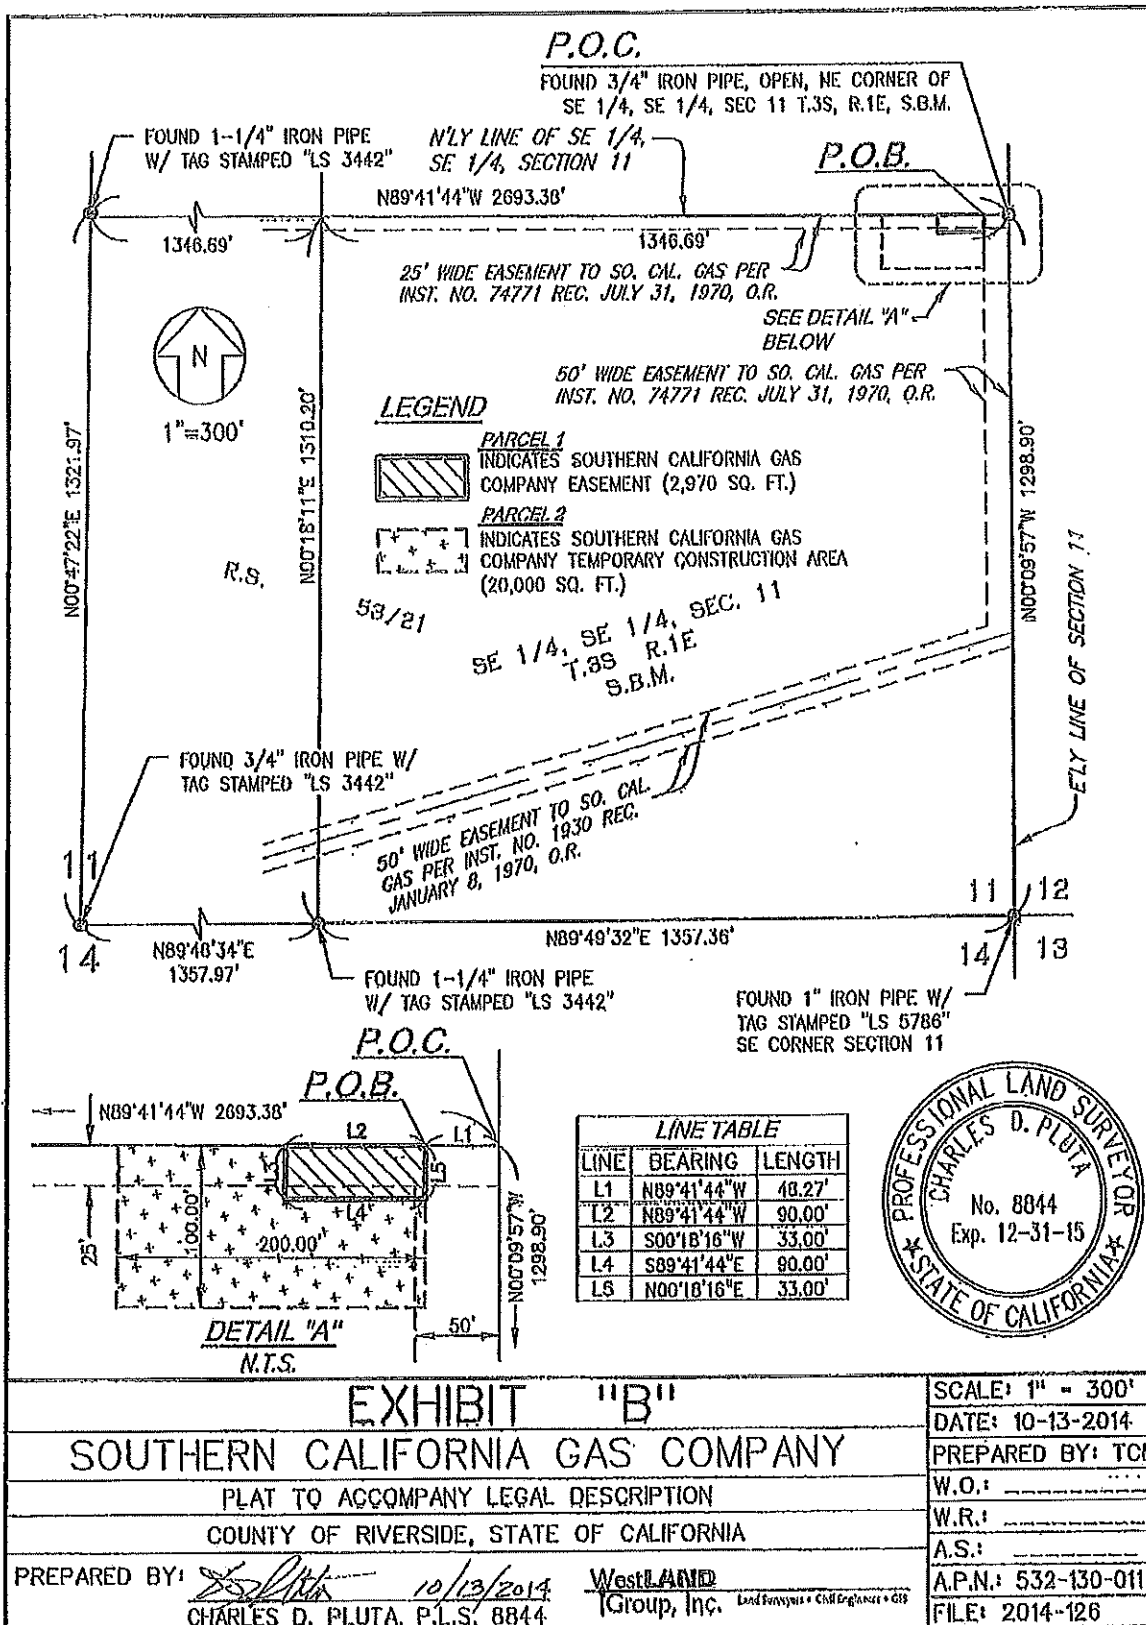 P.O.C.
FOUND 3/4" IRON PIPE, OPEN, NE CORNER OF
SE 1/4, SE 1/4, SEC 11 T.3S, R.1E, S.B.M.
FOUND 1-1/4" IRON PIPE
W/ TAG STAMPED "LS 3442"
N'LY LINE OF SE 1/4,
SE 1/4, SECTION 11
P.O.B.
N89°41'44"W 2693.38'
1346.69'
1346.69'
25' WIDE EASEMENT TO SO. CAL. GAS PER
INST. NO. 74771 REC. JULY 31, 1970, O.R.
SEE DETAIL "A"
BELOW
N
1"=300'
50' WIDE EASEMENT TO SO. CAL. GAS PER
INST. NO. 74771 REC. JULY 31, 1970, O.R.
LEGEND
PARCEL 1
INDICATES SOUTHERN CALIFORNIA GAS
COMPANY EASEMENT (2,970 SQ. FT.)
PARCEL 2
INDICATES SOUTHERN CALIFORNIA GAS
COMPANY TEMPORARY CONSTRUCTION AREA
(20,000 SQ. FT.)
N00°47'22"E 1321.97'
N00°18'11"E 1310.20'
N00°09'57"W 1298.90'
E'LY LINE OF SECTION 11
R.S.
53/21
SE 1/4, SE 1/4, SEC. 11
T.3S R.1E
S.B.M.
FOUND 3/4" IRON PIPE W/
TAG STAMPED "LS 3442"
50' WIDE EASEMENT TO SO. CAL.
GAS PER INST. NO. 1930 REC.
JANUARY 8, 1970, O.R.
11
14
11
12
14
13
N89°48'34"E
1357.97'
N89°49'32"E 1357.36'
FOUND 1-1/4" IRON PIPE
W/ TAG STAMPED "LS 3442"
FOUND 1" IRON PIPE W/
TAG STAMPED "LS 5786"
SE CORNER SECTION 11
P.O.C.
P.O.B.
N89°41'44"W 2693.38'
L2
L1
L3
L5
L4
25'
100.00'
200.00'
N00°09'57"W
1298.90'
50'
DETAIL "A"
N.T.S.
LINE TABLE
LINE BEARING LENGTH
L1 N89°41'44"W 48.27'
L2 N89°41'44"W 90.00'
L3 S00°18'16"W 33.00'
L4 S89°41'44"E 90.00'
L5 N00°18'16"E 33.00'
PROFESSIONAL LAND SURVEYOR
CHARLES D. PLUTA
No. 8844
Exp. 12-31-15
STATE OF CALIFORNIA
EXHIBIT "B"
SOUTHERN CALIFORNIA GAS COMPANY
PLAT TO ACCOMPANY LEGAL DESCRIPTION
COUNTY OF RIVERSIDE, STATE OF CALIFORNIA
PREPARED BY: 10/13/2014
CHARLES D. PLUTA, P.L.S. 8844
WestLAND
Group, Inc. Land Surveyors • Civil Engineers • GIS
SCALE: 1" = 300'
DATE: 10-13-2014
PREPARED BY:
W.O.:
W.R.:
A.S.:
A.P.N.: 532-130-011
FILE: 2014-126